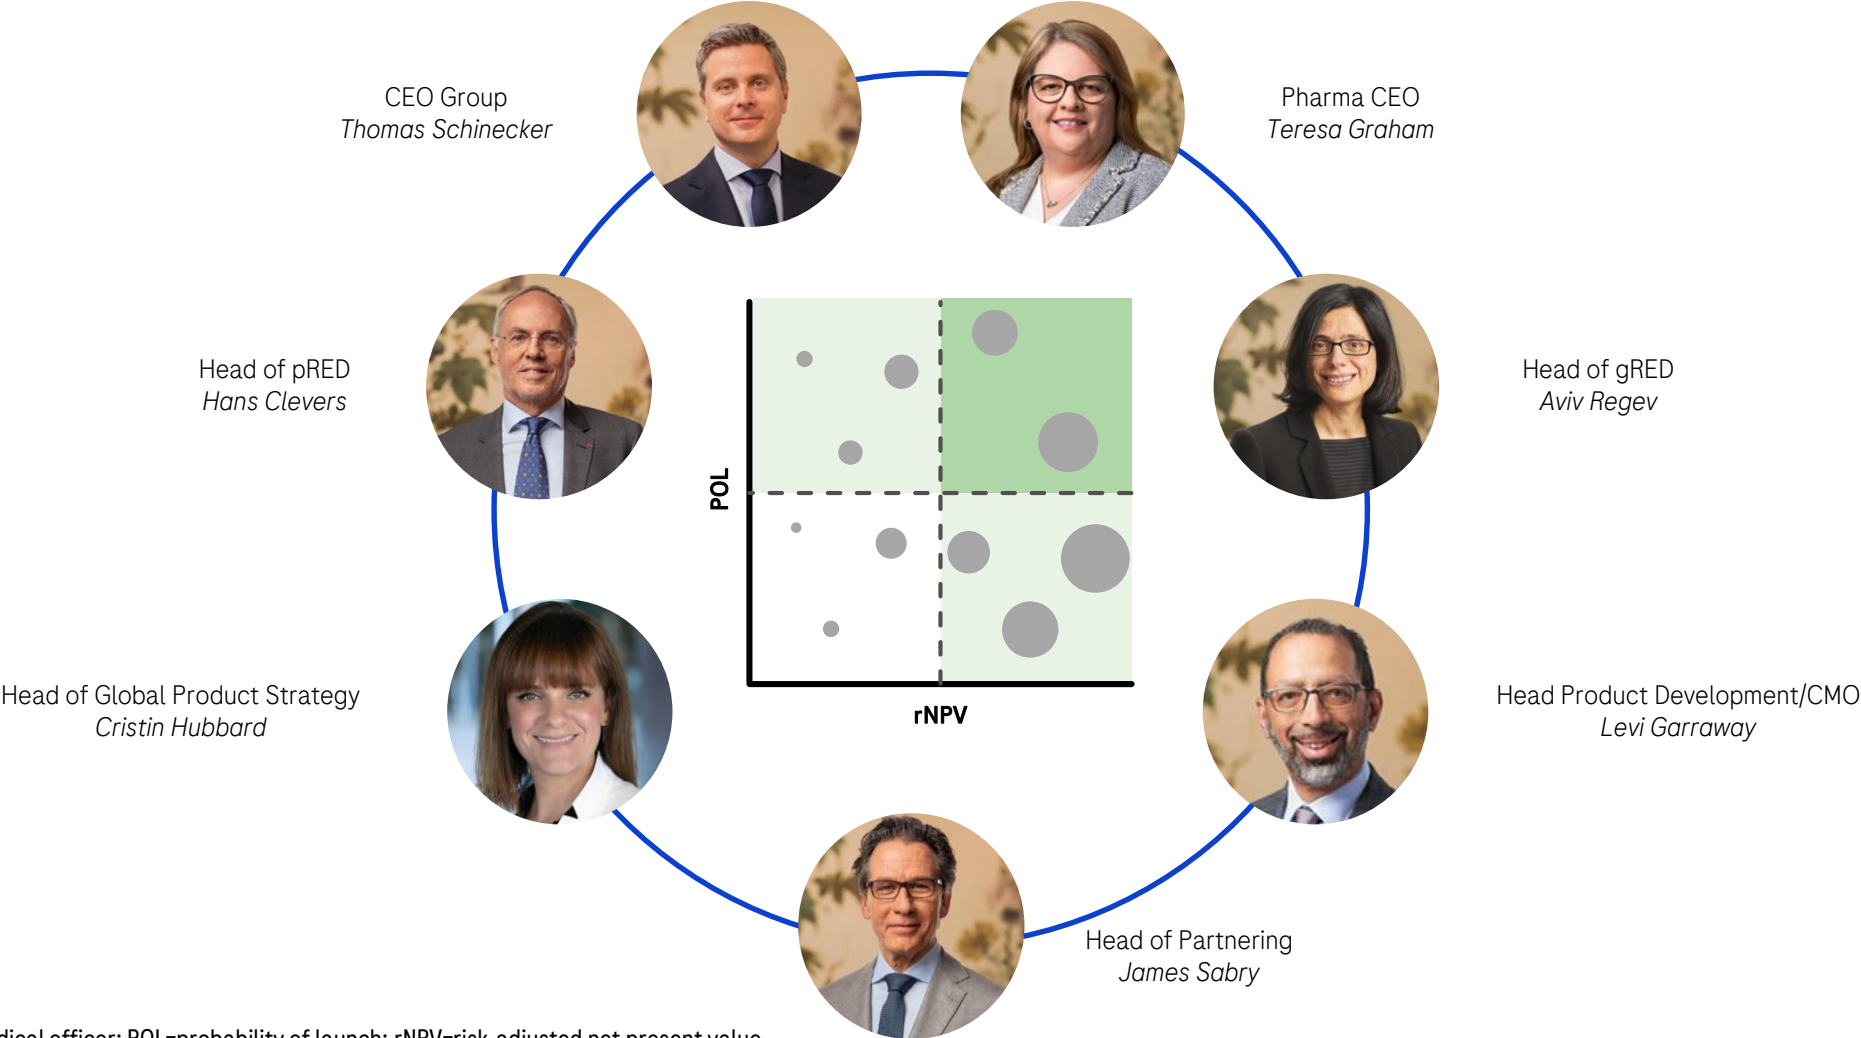 CEO Group
Thomas Schinecker
Pharma CEO
Teresa Graham
Head of pRED
Hans Clevers
Head of gRED
Aviv Regev
POL
rNPV
Head of Global Product Strategy
Cristin Hubbard
Head Product Development/CMO
Levi Garraway
Head of Partnering
James Sabry
officer; POL=probability of launch; rNPV=risk-adjusted net present value